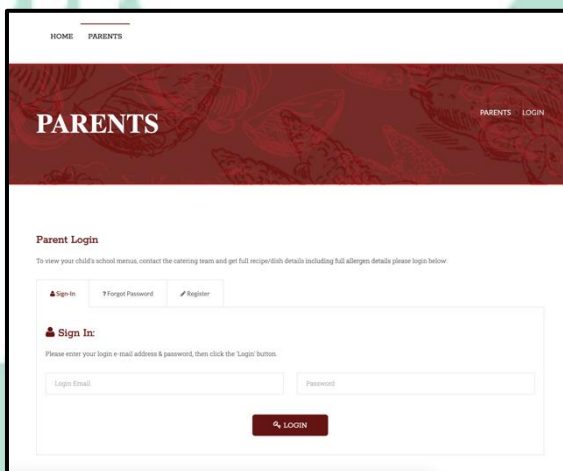 HOME PARENTS
PARENTS
PARENTS LOGIN
Parent Login
To view your child's school menus, contact the catering team and get full recipe/dish details including full allergen details please login below:
Sign-In ? Forgot Password Register
Sign In:
Please enter your login e-mail address & password, then click the 'Login' button.
Login Email Password
LOGIN